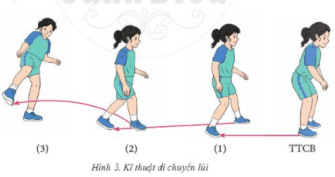 (3) (2) (1) TTCB
Hình 3. Kĩ thuật di chuyển lùi